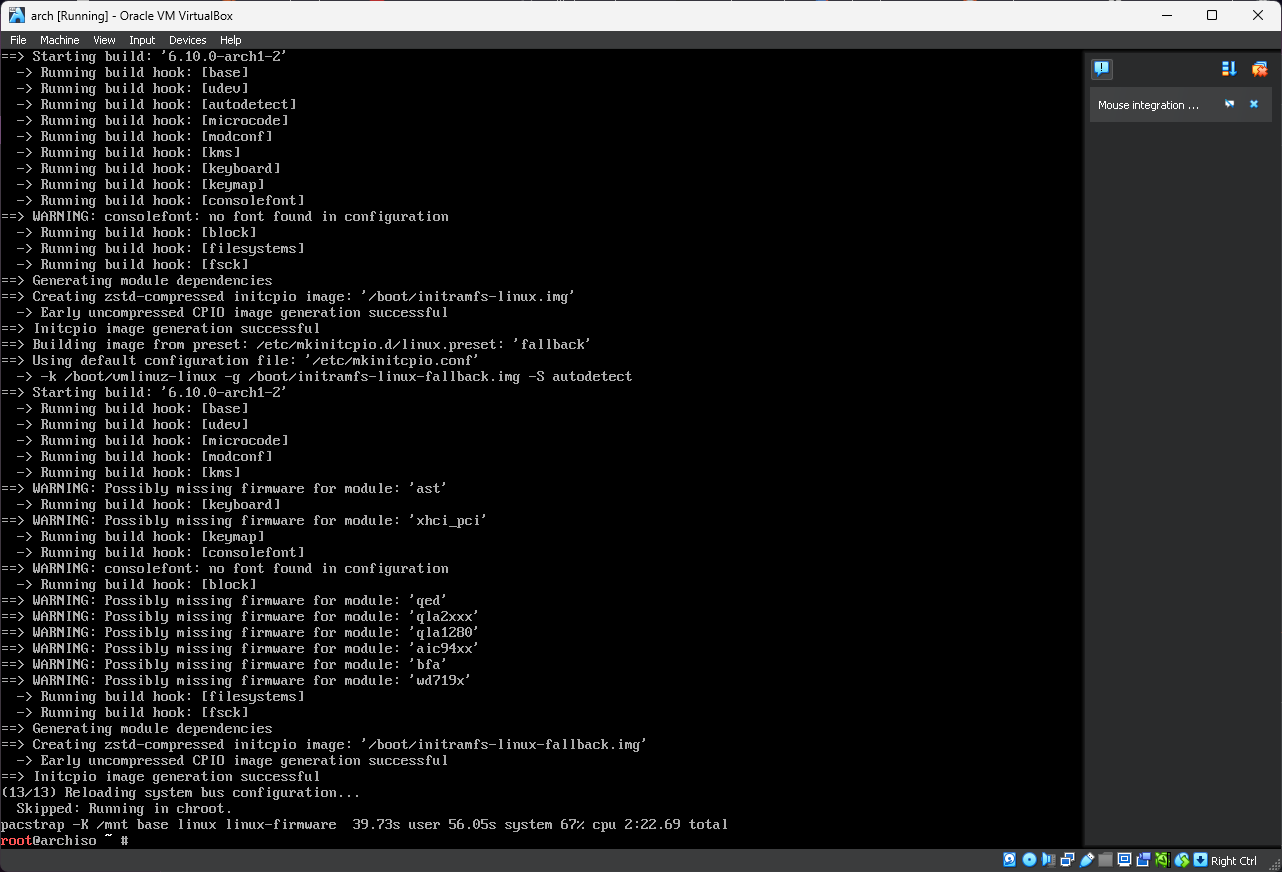 arch [Running] - Oracle VM VirtualBox
File Machine View Input Devices Help
==> Starting build: '6.10.0-arch1-2'
  -> Running build hook: [base]
  -> Running build hook: [udev]
  -> Running build hook: [autodetect]
  -> Running build hook: [microcode]
  -> Running build hook: [modconf]
  -> Running build hook: [kms]
  -> Running build hook: [keyboard]
  -> Running build hook: [keymap]
  -> Running build hook: [consolefont]
==> WARNING: consolefont: no font found in configuration
  -> Running build hook: [block]
  -> Running build hook: [filesystems]
  -> Running build hook: [fsck]
==> Generating module dependencies
==> Creating zstd-compressed initcpio image: '/boot/initramfs-linux.img'
  -> Early uncompressed CPIO image generation successful
==> Initcpio image generation successful
==> Building image from preset: /etc/mkinitcpio.d/linux.preset: 'fallback'
==> Using default configuration file: '/etc/mkinitcpio.conf'
  -> -k /boot/vmlinuz-linux -g /boot/initramfs-linux-fallback.img -S autodetect
==> Starting build: '6.10.0-arch1-2'
  -> Running build hook: [base]
  -> Running build hook: [udev]
  -> Running build hook: [microcode]
  -> Running build hook: [modconf]
  -> Running build hook: [kms]
==> WARNING: Possibly missing firmware for module: 'ast'
  -> Running build hook: [keyboard]
==> WARNING: Possibly missing firmware for module: 'xhci_pci'
  -> Running build hook: [keymap]
  -> Running build hook: [consolefont]
==> WARNING: consolefont: no font found in configuration
  -> Running build hook: [block]
==> WARNING: Possibly missing firmware for module: 'qed'
==> WARNING: Possibly missing firmware for module: 'qla2xxx'
==> WARNING: Possibly missing firmware for module: 'qla1280'
==> WARNING: Possibly missing firmware for module: 'aic94xx'
==> WARNING: Possibly missing firmware for module: 'bfa'
==> WARNING: Possibly missing firmware for module: 'wd719x'
  -> Running build hook: [filesystems]
  -> Running build hook: [fsck]
==> Generating module dependencies
==> Creating zstd-compressed initcpio image: '/boot/initramfs-linux-fallback.img'
  -> Early uncompressed CPIO image generation successful
==> Initcpio image generation successful
(13/13) Reloading system bus configuration...
  Skipped: Running in chroot.
pacstrap -K /mnt base linux linux-firmware  39.73s user 56.05s system 67% cpu 2:22.69 total
root@archiso ~ #
Mouse integration ...
Right Ctrl